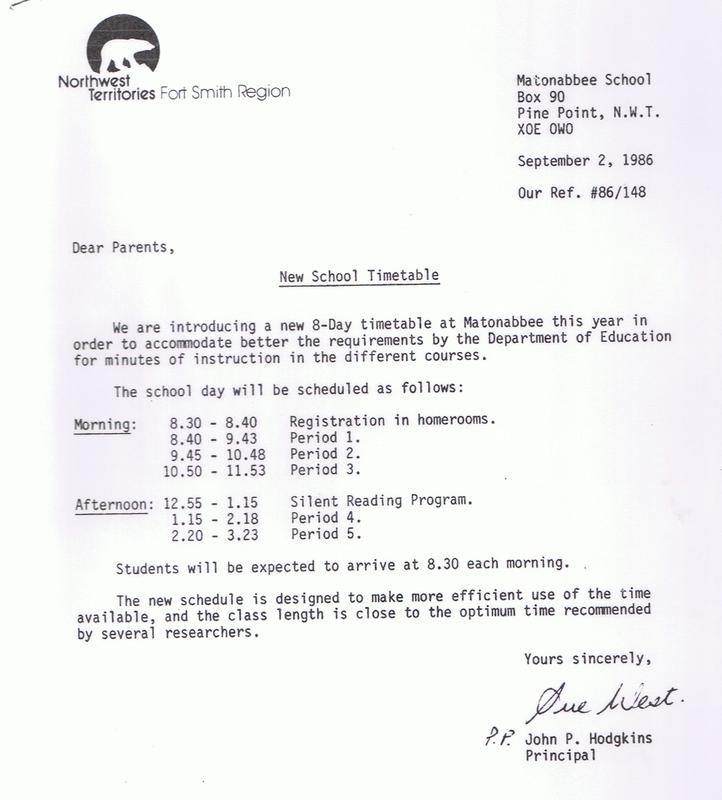 Northwest
Territories Fort Smith Region
Matonabbee School
Box 90
Pine Point, N.W.T.
XOE OWO
September 2, 1986
Our Ref. #86/148
Dear Parents,
New School Timetable
We are introducing a new 8-Day timetable at Matonabbee this year in
order to accommodate better the requirements by the Department of Education
for minutes of instruction in the different courses.
The school day will be scheduled as follows:
Morning: 8.30 - 8.40 Registration in homerooms.
8.40 - 9.43 Period 1.
9.45 - 10.48 Period 2.
10.50 - 11.53 Period 3.
Afternoon: 12.55 - 1.15 Silent Reading Program.
1.15 - 2.18 Period 4.
2.20 - 3.23 Period 5.
Students will be expected to arrive at 8.30 each morning.
The new schedule is designed to make more efficient use of the time
available, and the class length is close to the optimum time recommended
by several researchers.
Yours sincerely,
Sue West.
P.P. John P. Hodgkins
Principal